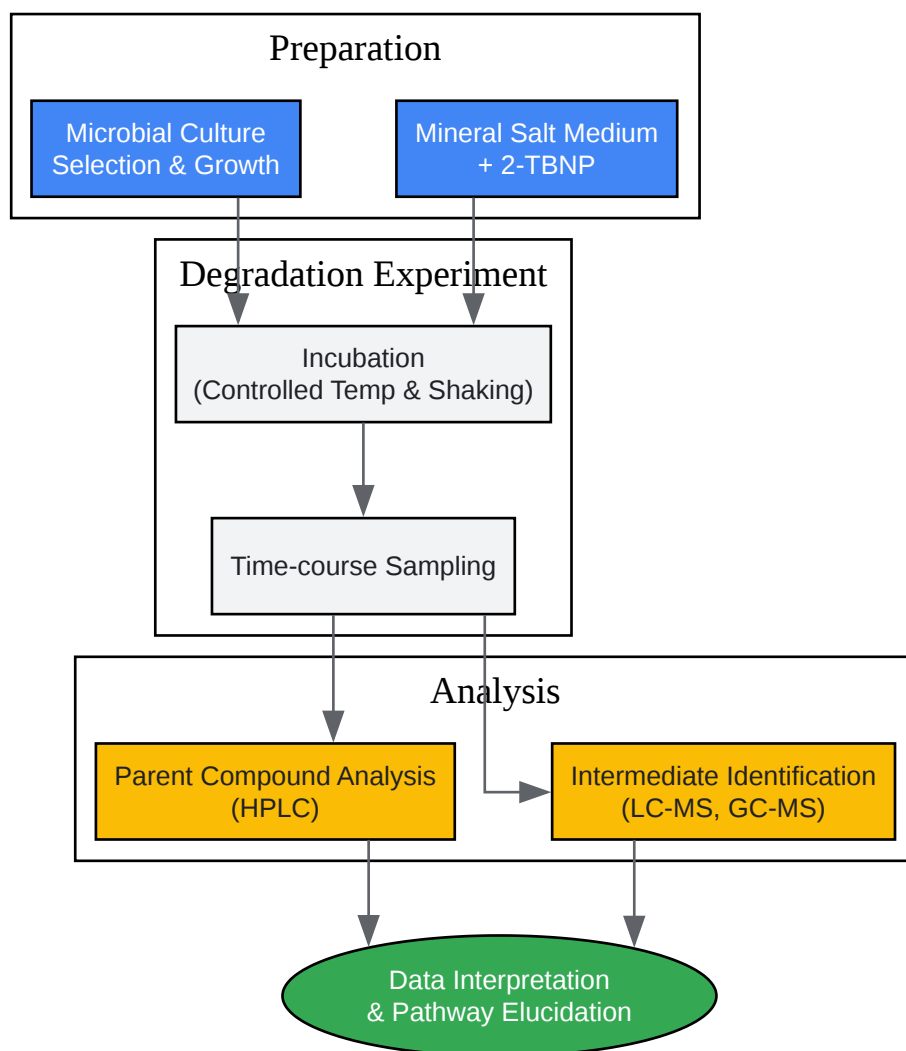 Preparation
Microbial Culture
Selection & Growth
Mineral Salt Medium
+ 2-TBNP
Degradation Experiment
Incubation
(Controlled Temp & Shaking)
Time-course Sampling
Analysis
Parent Compound Analysis
(HPLC)
Intermediate Identification
(LC-MS, GC-MS)
Data Interpretation
& Pathway Elucidation